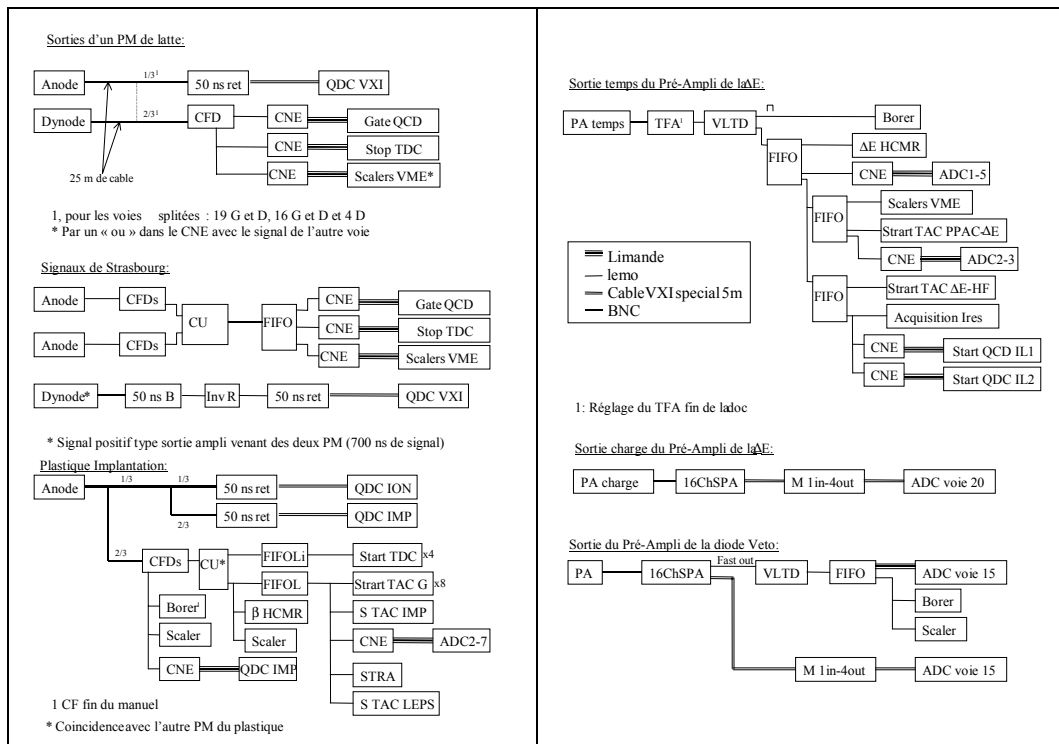 Sorties d'un PM de latte:
Anode 1/3¹ 50 ns ret QDC VXI
Dynode 2/3¹ CFD CNE Gate QCD
CNE Stop TDC
CNE Scalers VME*
25 m de cable
1, pour les voies splitées : 19 G et D, 16 G et D et 4 D
* Par un « ou » dans le CNE avec le signal de l'autre voie
Signaux de Strasbourg:
Anode CFDs CU FIFO CNE Gate QCD
CNE Stop TDC
Anode CFDs CNE Scalers VME
Dynode* 50 ns B Inv R 50 ns ret QDC VXI
* Signal positif type sortie ampli venant des deux PM (700 ns de signal)
Plastique Implantation:
Anode 1/3 1/3 50 ns ret QDC ION
2/3 50 ns ret QDC IMP
2/3 CFDs CU* FIFOLi Start TDC x4
FIFOL Strart TAC G x8
Borer¹ β HCMR S TAC IMP
Scaler Scaler CNE ADC2-7
CNE QDC IMP STRA
S TAC LEPS
1 CF fin du manuel
* Coincidence avec l'autre PM du plastique
Sortie temps du Pré-Ampli de la ΔE:
PA temps TFA¹ VLTD Borer
FIFO ΔE HCMR
CNE ADC1-5
FIFO Scalers VME
Strart TAC PPAC-ΔE
CNE ADC2-3
FIFO Strart TAC ΔE-HF
Acquisition Ires
CNE Start QCD IL1
CNE Start QDC IL2
Limande
lemo
Cable VXI special 5m
BNC
1: Réglage du TFA fin de la doc
Sortie charge du Pré-Ampli de la ΔE:
PA charge 16ChSPA M 1in-4out ADC voie 20
Sortie du Pré-Ampli de la diode Veto:
PA 16ChSPA Fast out VLTD FIFO ADC voie 15
Borer
Scaler
M 1in-4out ADC voie 15